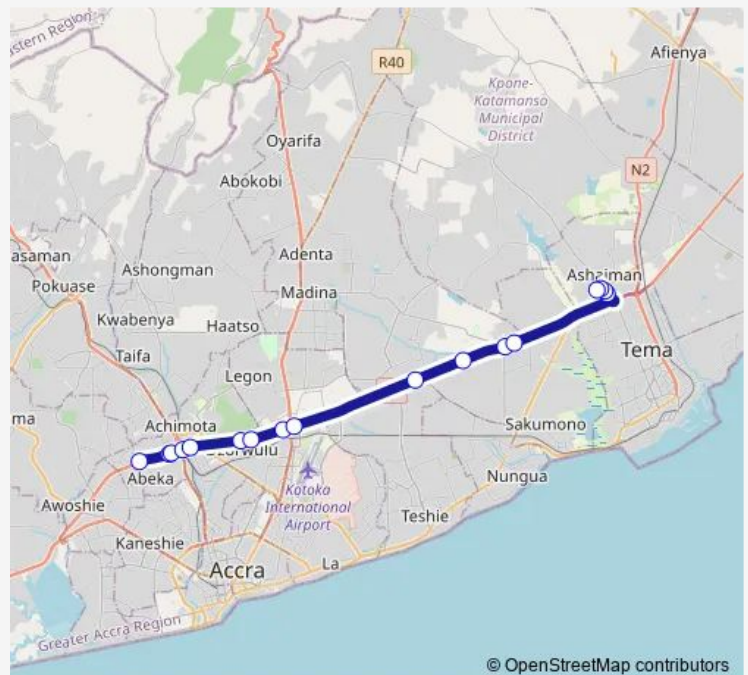 Eastern Region
Afienya
R40
Kpone-
Katamanso
Municipal
District
Oyarifa
Abokobi
N2
asaman
Adenta
Ashaiman
Pokuase
Ashongman
Madina
Kwabenya
Haatso
Taifa
Tema
Legon
ma
Achimota
Sakumono
Dzorwulu
Abeka
Kotoka
International
Airport
Nungua
Awoshie
Teshie
Kaneshie
La
Accra
Greater Accra Region
© OpenStreetMap contributors